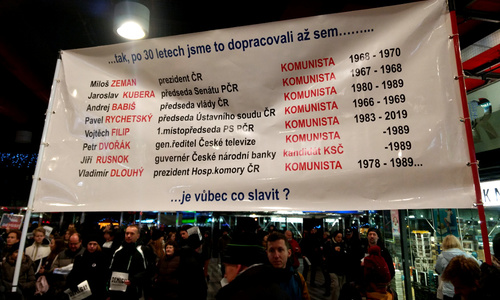 ...tak, po 30 letech jsme to dopracovali až sem.........
Miloš ZEMAN prezident ČR KOMUNISTA 1968 - 1970
Jaroslav KUBERA předseda Senátu PČR KOMUNISTA 1967 - 1968
Andrej BABIŠ předseda vlády ČR KOMUNISTA 1980 - 1989
Pavel RYCHETSKÝ předseda Ústavního soudu ČR KOMUNISTA 1966 - 1969
Vojtěch FILIP 1.místopředseda PS PČR KOMUNISTA 1983 - 2019
Petr DVOŘÁK gen.ředitel České televize KOMUNISTA -1989
Jiří RUSNOK guvernér České národní banky kandidát KSČ -1989
Vladimír DLOUHÝ prezident Hosp.komory ČR KOMUNISTA 1978 - 1989...
...je vůbec co slavit ?